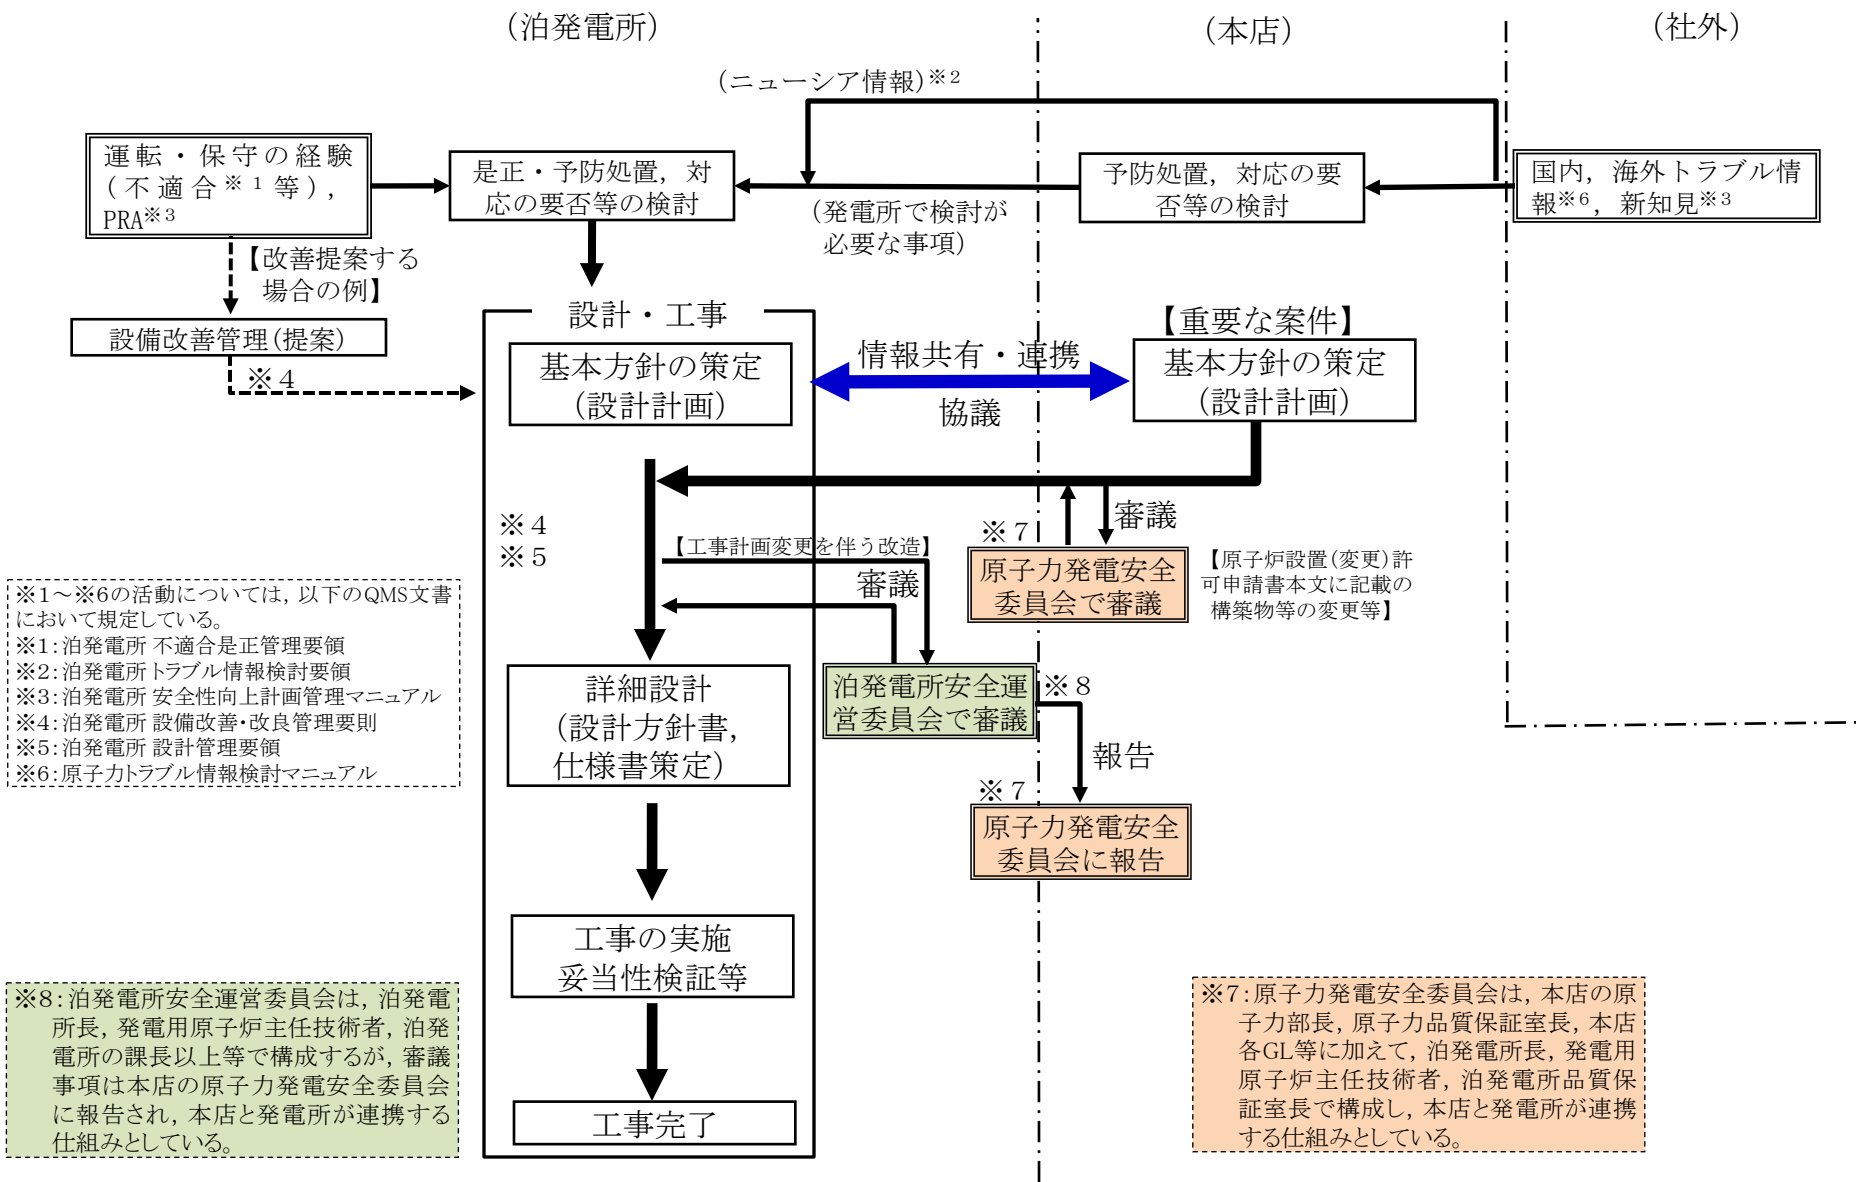 （泊発電所）
（本店）
（社外）
（ニューシア情報）※２
運転・保守の経験
（不適合※１等），
PRA※３
是正・予防処置，対
応の要否等の検討
（発電所で検討が
必要な事項）
予防処置，対応の要
否等の検討
国内，海外トラブル情
報※６，新知見※３
【改善提案する
場合の例】
設備改善管理（提案）
※４
設計・工事
基本方針の策定
（設計計画）
情報共有・連携
協議
【重要な案件】
基本方針の策定
（設計計画）
※４
※５
【工事計画変更を伴う改造】
審議
※７
審議
原子力発電安全
委員会で審議
【原子炉設置（変更）許
可申請書本文に記載の
構築物等の変更等】
※１～※６の活動については，以下のQMS文書
において規定している。
※１：泊発電所 不適合是正管理要領
※２：泊発電所 トラブル情報検討要領
※３：泊発電所 安全性向上計画管理マニュアル
※４：泊発電所 設備改善・改良管理要則
※５：泊発電所 設計管理要領
※６：原子力トラブル情報検討マニュアル
詳細設計
（設計方針書，
仕様書策定）
泊発電所安全運
営委員会で審議
※８
報告
※７
原子力発電安全
委員会に報告
工事の実施
妥当性検証等
工事完了
※８：泊発電所安全運営委員会は，泊発電
所長，発電用原子炉主任技術者，泊発
電所の課長以上等で構成するが，審議
事項は本店の原子力発電安全委員会
に報告され，本店と発電所が連携する
仕組みとしている。
※７：原子力発電安全委員会は，本店の原
子力部長，原子力品質保証室長，本店
各GL等に加えて，泊発電所長，発電用
原子炉主任技術者，泊発電所品質保
証室長で構成し，本店と発電所が連携
する仕組みとしている。